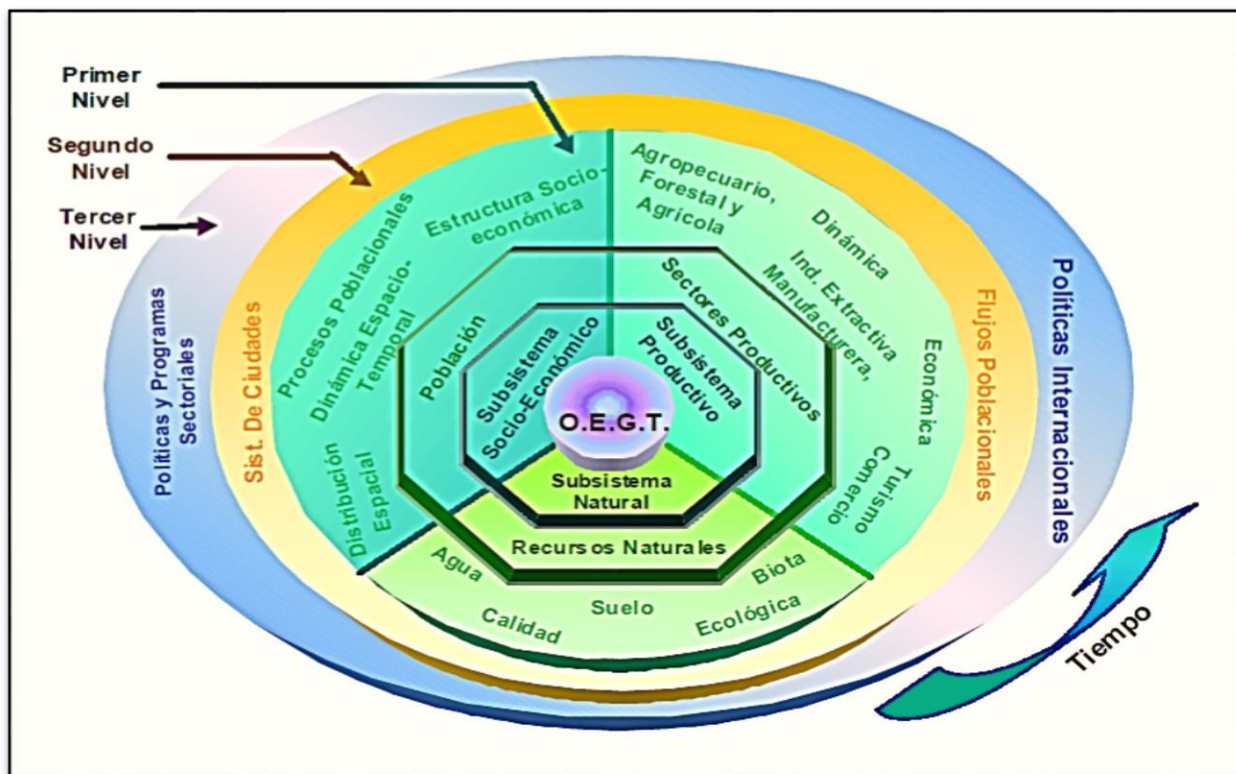 Primer
Nivel
Segundo
Nivel
Tercer
Nivel
Políticas y Programas
Sectoriales
Sist. De Ciudades
Procesos Poblacionales
Dinámica Espacio-
Temporal
Distribución
Espacial
Estructura Socio-
económica
Población
Subsistema
Socio-Económico
Agropecuario,
Forestal y
Agrícola
Dinámica
Económica
Ind. Extractiva
Manufacturera,
Turismo
Comercio
Sectores Productivos
Subsistema
Productivo
O.E.G.T.
Subsistema
Natural
Recursos Naturales
Agua
Suelo
Biota
Calidad
Ecológica
Flujos Poblacionales
Políticas Internacionales
Tiempo